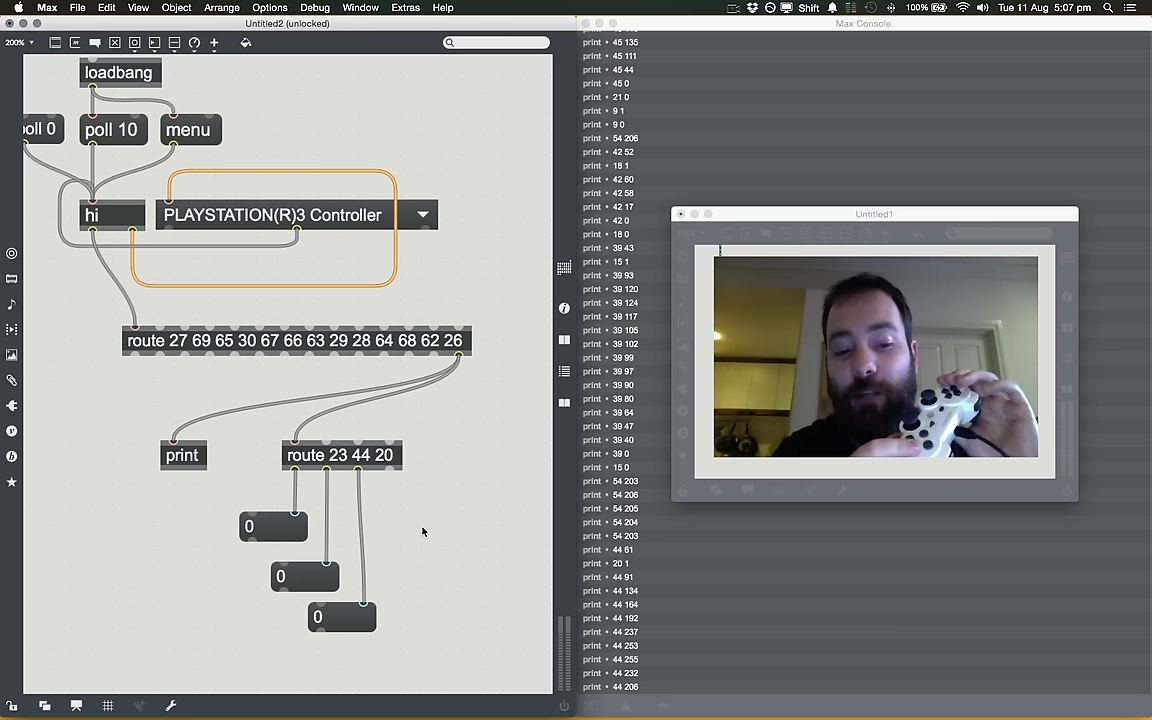 Max File Edit View Object Arrange Options Debug Window Extras Help Shift 100% Tue 11 Aug 5:07 pm
Untitled2 (unlocked)
Max Console
200%
loadbang
oll 0
poll 10
menu
hi
PLAYSTATION(R)3 Controller
route 27 69 65 30 67 66 63 29 28 64 68 62 26
print
route 23 44 20
0
0
0
print • 45 135
print • 45 111
print • 45 44
print • 45 0
print • 21 0
print • 9 1
print • 9 0
print • 54 206
print • 42 52
print • 18 1
print • 42 60
print • 42 58
print • 42 17
print • 42 0
print • 18 0
print • 39 43
print • 15 1
print • 39 93
print • 39 120
print • 39 124
print • 39 117
print • 39 105
print • 39 102
print • 39 99
print • 39 97
print • 39 90
print • 39 80
print • 39 64
print • 39 47
print • 39 40
print • 39 0
print • 15 0
print • 54 203
print • 54 206
print • 54 205
print • 54 204
print • 54 203
print • 44 61
print • 20 1
print • 44 91
print • 44 134
print • 44 164
print • 44 192
print • 44 237
print • 44 253
print • 44 255
print • 44 232
print • 44 206
Untitled1